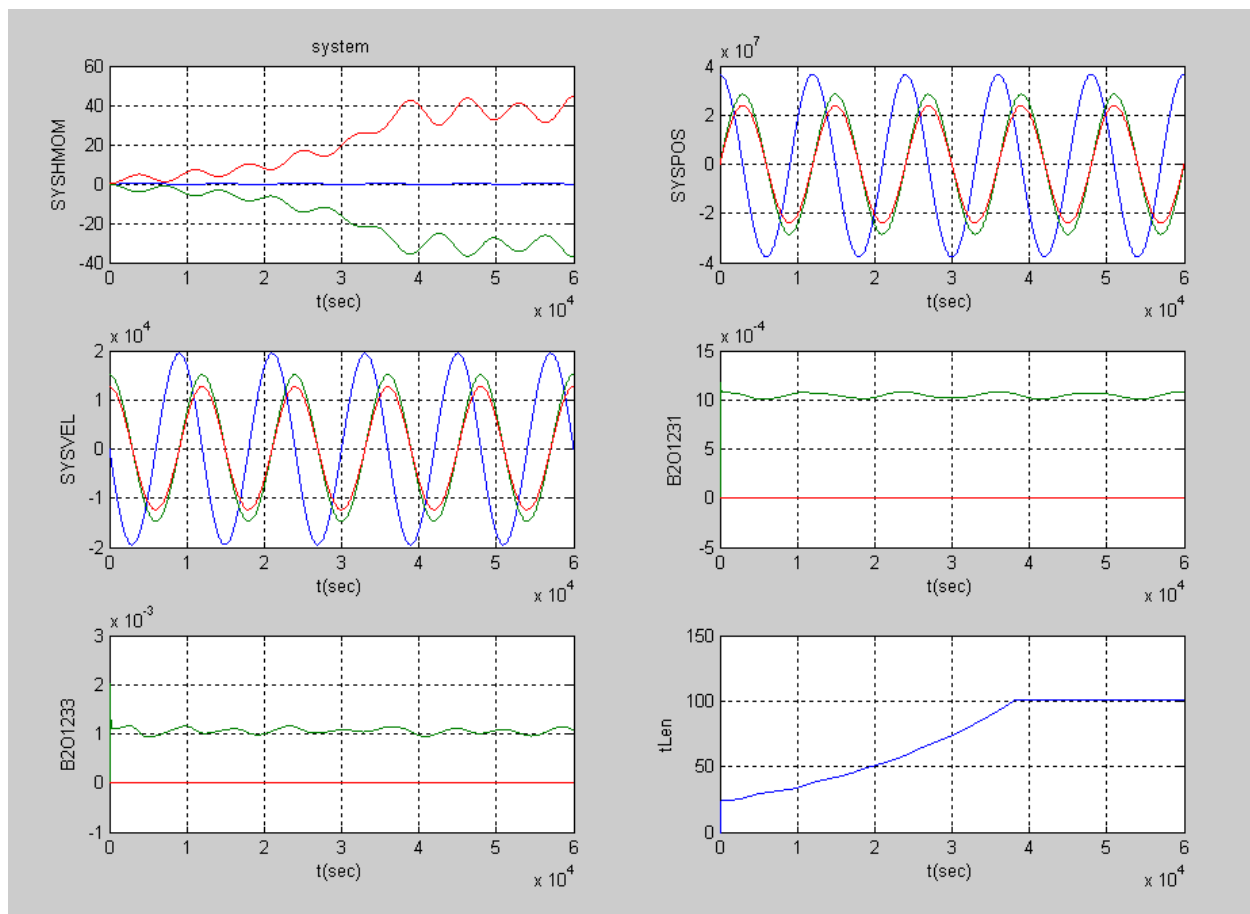 system
60
40
20
0
-20
-40
SYSHMOM
0 1 2 3 4 5 6
t(sec)
x 10^4
x 10^7
4
2
0
-2
-4
SYSPOS
0 1 2 3 4 5 6
t(sec)
x 10^4
x 10^4
2
1
0
-1
-2
SYSVEL
0 1 2 3 4 5 6
t(sec)
x 10^4
x 10^-4
15
10
5
0
-5
B2O1231
0 1 2 3 4 5 6
t(sec)
x 10^4
x 10^-3
3
2
1
0
-1
B2O1233
0 1 2 3 4 5 6
t(sec)
x 10^4
150
100
50
0
tLen
0 1 2 3 4 5 6
t(sec)
x 10^4